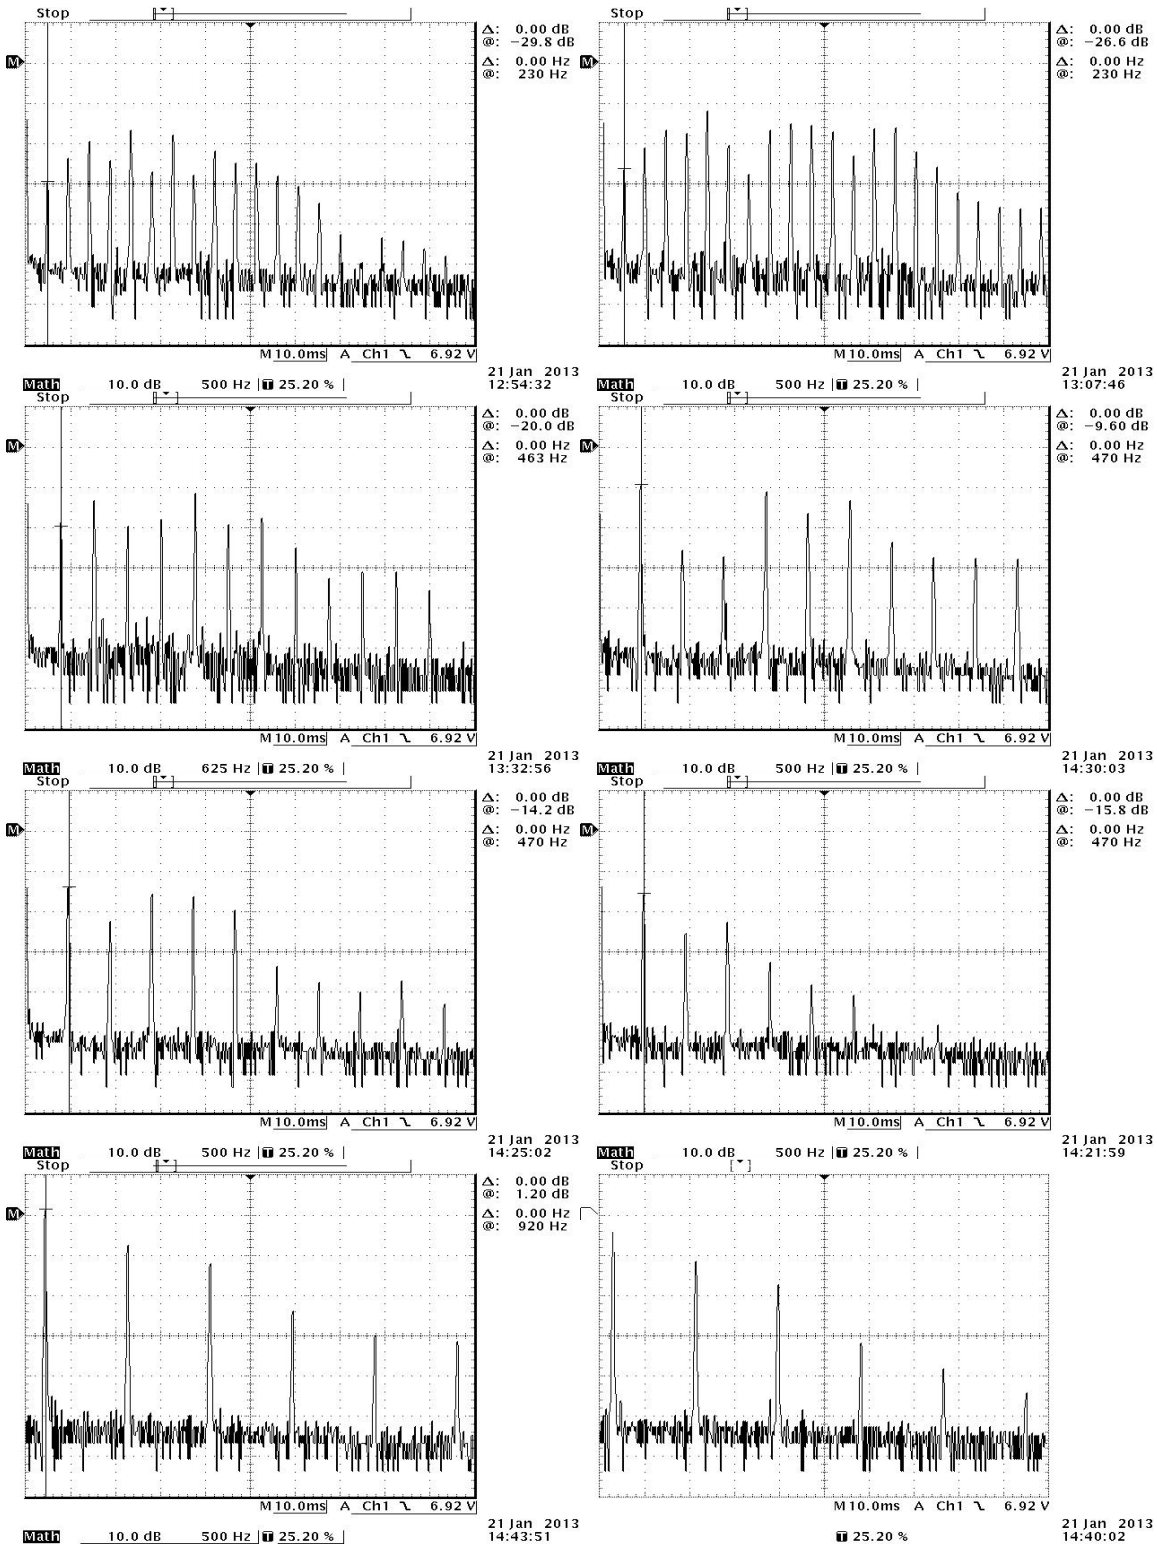 Stop
Δ: 0.00 dB
@: −29.8 dB
Δ: 0.00 Hz
@: 230 Hz
M
M 10.0ms A Ch1 6.92 V
21 Jan 2013
12:54:32
Math 10.0 dB 500 Hz T 25.20 %
Stop
Δ: 0.00 dB
@: −26.6 dB
Δ: 0.00 Hz
@: 230 Hz
M
M 10.0ms A Ch1 6.92 V
21 Jan 2013
13:07:46
Math 10.0 dB 500 Hz T 25.20 %
Stop
Δ: 0.00 dB
@: −20.0 dB
Δ: 0.00 Hz
@: 463 Hz
M
M 10.0ms A Ch1 6.92 V
21 Jan 2013
13:32:56
Math 10.0 dB 625 Hz T 25.20 %
Stop
Δ: 0.00 dB
@: −9.60 dB
Δ: 0.00 Hz
@: 470 Hz
M
M 10.0ms A Ch1 6.92 V
21 Jan 2013
14:30:03
Math 10.0 dB 500 Hz T 25.20 %
Stop
Δ: 0.00 dB
@: −14.2 dB
Δ: 0.00 Hz
@: 470 Hz
M
M 10.0ms A Ch1 6.92 V
21 Jan 2013
14:25:02
Math 10.0 dB 500 Hz T 25.20 %
Stop
Δ: 0.00 dB
@: −15.8 dB
Δ: 0.00 Hz
@: 470 Hz
M
M 10.0ms A Ch1 6.92 V
21 Jan 2013
14:21:59
Math 10.0 dB 500 Hz T 25.20 %
Stop
Δ: 0.00 dB
@: 1.20 dB
Δ: 0.00 Hz
@: 920 Hz
M
M 10.0ms A Ch1 6.92 V
21 Jan 2013
14:43:51
Math 10.0 dB 500 Hz T 25.20 %
Stop
M 10.0ms A Ch1 6.92 V
21 Jan 2013
14:40:02
T 25.20 %